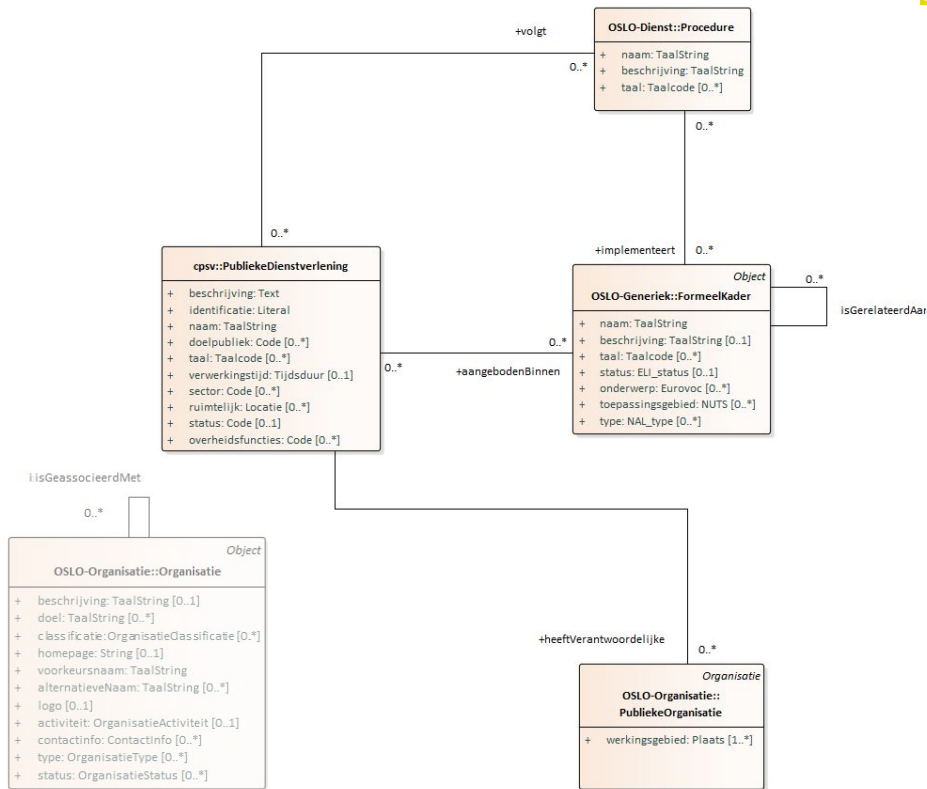 OSLO-Dienst::Procedure
+ naam: TaalString
+ beschrijving: TaalString
+ taal: Taalcode [0..*]
+volgt
0..*
0..*
0..*
+implementeert
0..*
cpsv::PubliekeDienstverlening
+ beschrijving: Text
+ identificatie: Literal
+ naam: TaalString
+ doelpubliek: Code [0..*]
+ taal: Taalcode [0..*]
+ verwerkingstijd: Tijdsduur [0..1]
+ sector: Code [0..*]
+ ruimtelijk: Locatie [0..*]
+ status: Code [0..1]
+ overheidsfuncties: Code [0..*]
Object
OSLO-Generiek::FormeelKader
+ naam: TaalString
+ beschrijving: TaalString [0..1]
+ taal: Taalcode [0..*]
+ status: ELI_status [0..1]
+ onderwerp: Eurovoc [0..*]
+ toepassingsgebied: NUTS [0..*]
+ type: NAL_type [0..*]
0..*
isGerelateerdAan
0..*
0..*
+aangebodenBinnen
isGeassocieerdMet
0..*
Object
OSLO-Organisatie::Organisatie
+ beschrijving: TaalString [0..1]
+ doel: TaalString [0..*]
+ classificatie: OrganisatieClassificatie [0..*]
+ homepage: String [0..1]
+ voorkeursnaam: TaalString
+ alternatieveNaam: TaalString [0..*]
+ logo [0..1]
+ activiteit: OrganisatieActiviteit [0..1]
+ contactinfo: ContactInfo [0..*]
+ type: OrganisatieType [0..*]
+ status: OrganisatieStatus [0..*]
+heeftVerantwoordelijke
0..*
Organisatie
OSLO-Organisatie::
PubliekeOrganisatie
+ werkingsgebied: Plaats [1..*]